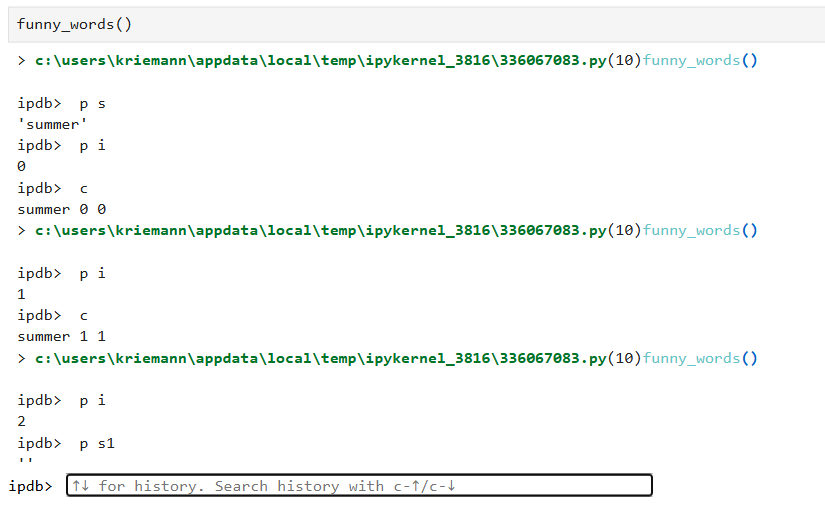 funny_words()
> c:\users\kriemann\appdata\local\temp\ipykernel_3816\336067083.py(10)funny_words()
ipdb>  p s
'summer'
ipdb>  p i
0
ipdb>  c
summer 0 0
> c:\users\kriemann\appdata\local\temp\ipykernel_3816\336067083.py(10)funny_words()
ipdb>  p i
1
ipdb>  c
summer 1 1
> c:\users\kriemann\appdata\local\temp\ipykernel_3816\336067083.py(10)funny_words()
ipdb>  p i
2
ipdb>  p s1
''
ipdb> ↑↓ for history. Search history with c-↑/c-↓